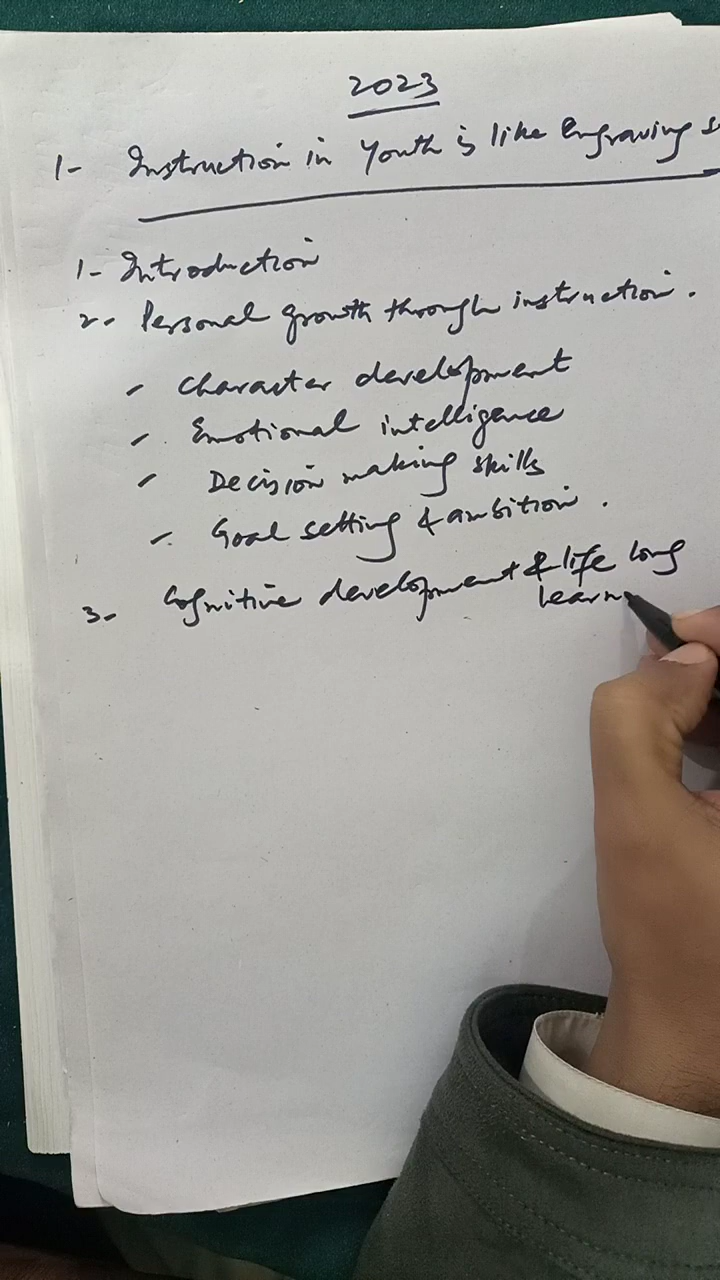 2023
1- Instruction in Youth is like Engraving
1- Introduction
2- Personal growth through instruction.
- Character development
- Emotional intelligence
- Decision making skills
- Goal setting & ambition.
3- Cognitive development & life long
Learn